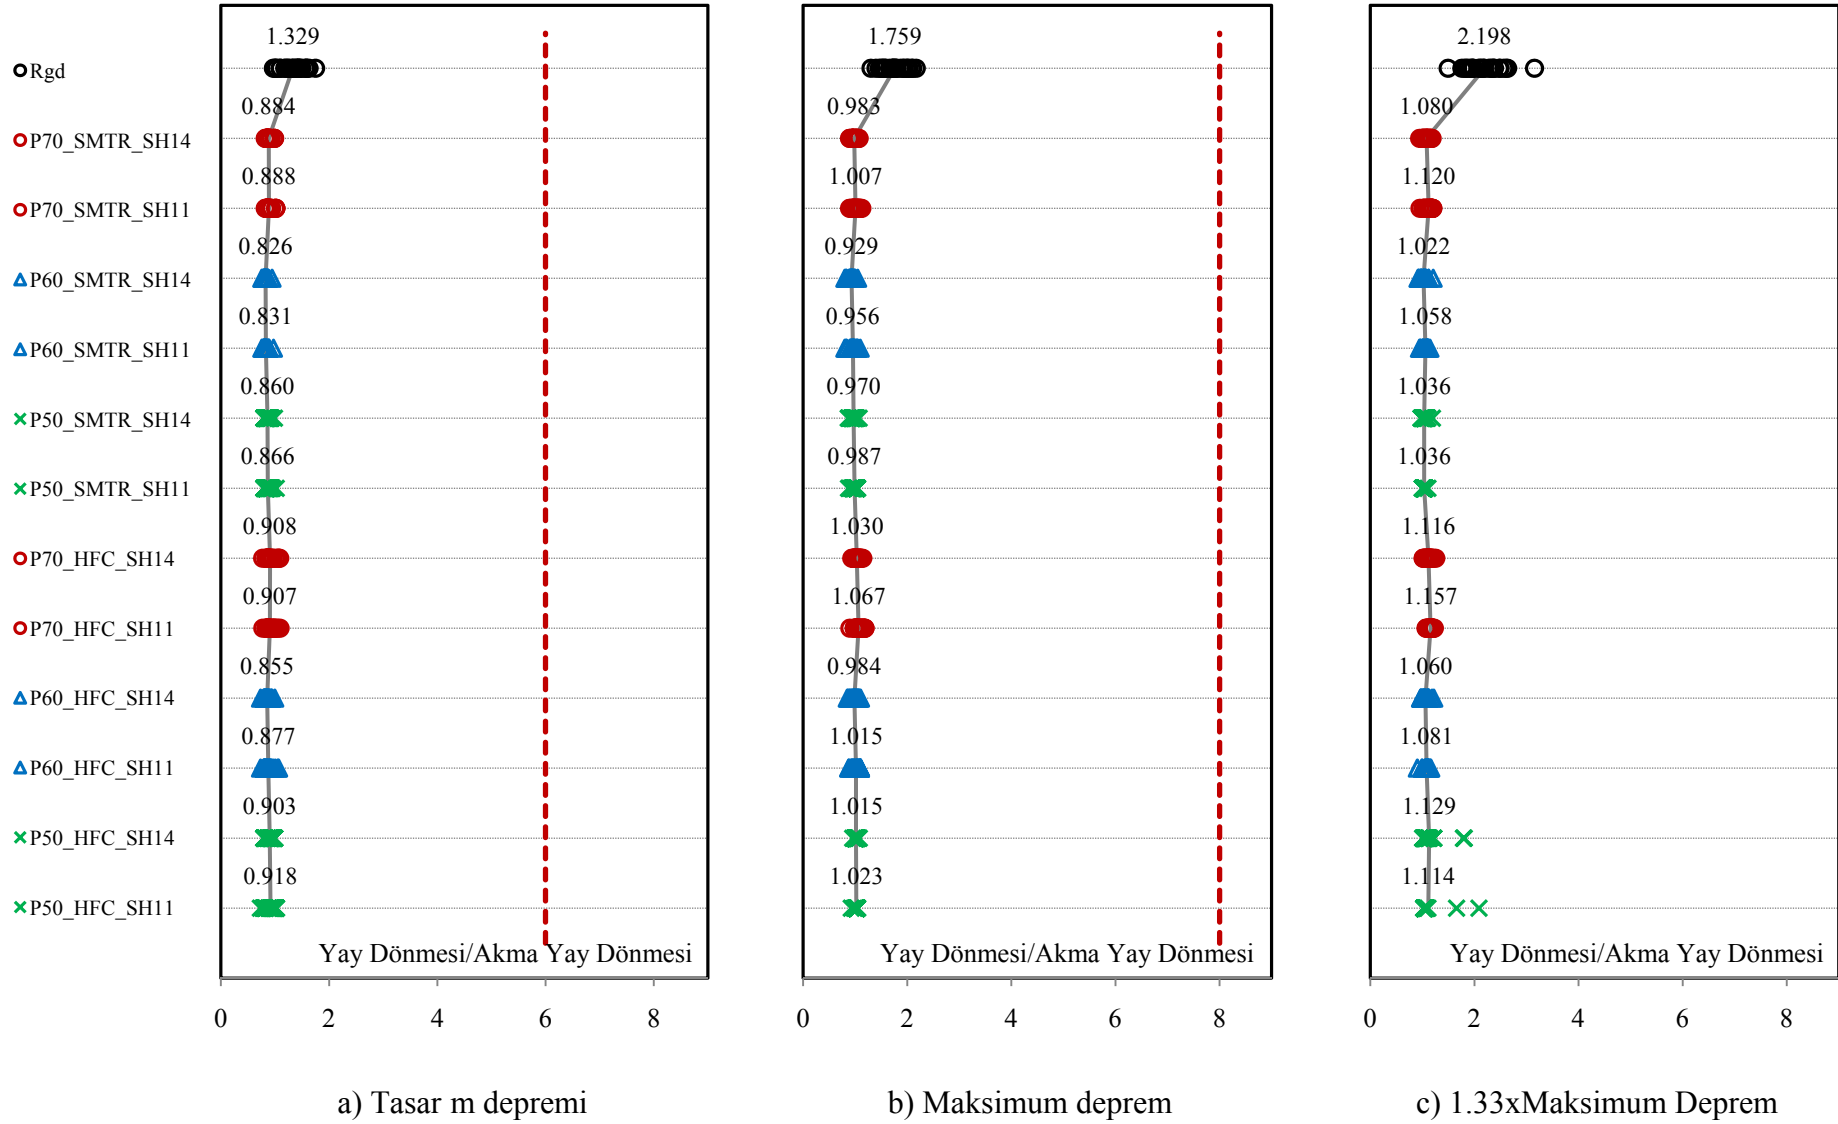 1.329 1.759 2.198
Rgd
0.884 0.983 1.080
P70_SMTR_SH14
0.888 1.007 1.120
P70_SMTR_SH11
0.826 0.929 1.022
P60_SMTR_SH14
0.831 0.956 1.058
P60_SMTR_SH11
0.860 0.970 1.036
P50_SMTR_SH14
0.866 0.987 1.036
P50_SMTR_SH11
0.908 1.030 1.116
P70_HFC_SH14
0.907 1.067 1.157
P70_HFC_SH11
0.855 0.984 1.060
P60_HFC_SH14
0.877 1.015 1.081
P60_HFC_SH11
0.903 1.015 1.129
P50_HFC_SH14
0.918 1.023 1.114
P50_HFC_SH11
Yay Dönmesi/Akma Yay Dönmesi Yay Dönmesi/Akma Yay Dönmesi Yay Dönmesi/Akma Yay Dönmesi
0 2 4 6 8 0 2 4 6 8 0 2 4 6 8
a) Tasar m depremi b) Maksimum deprem c) 1.33xMaksimum Deprem